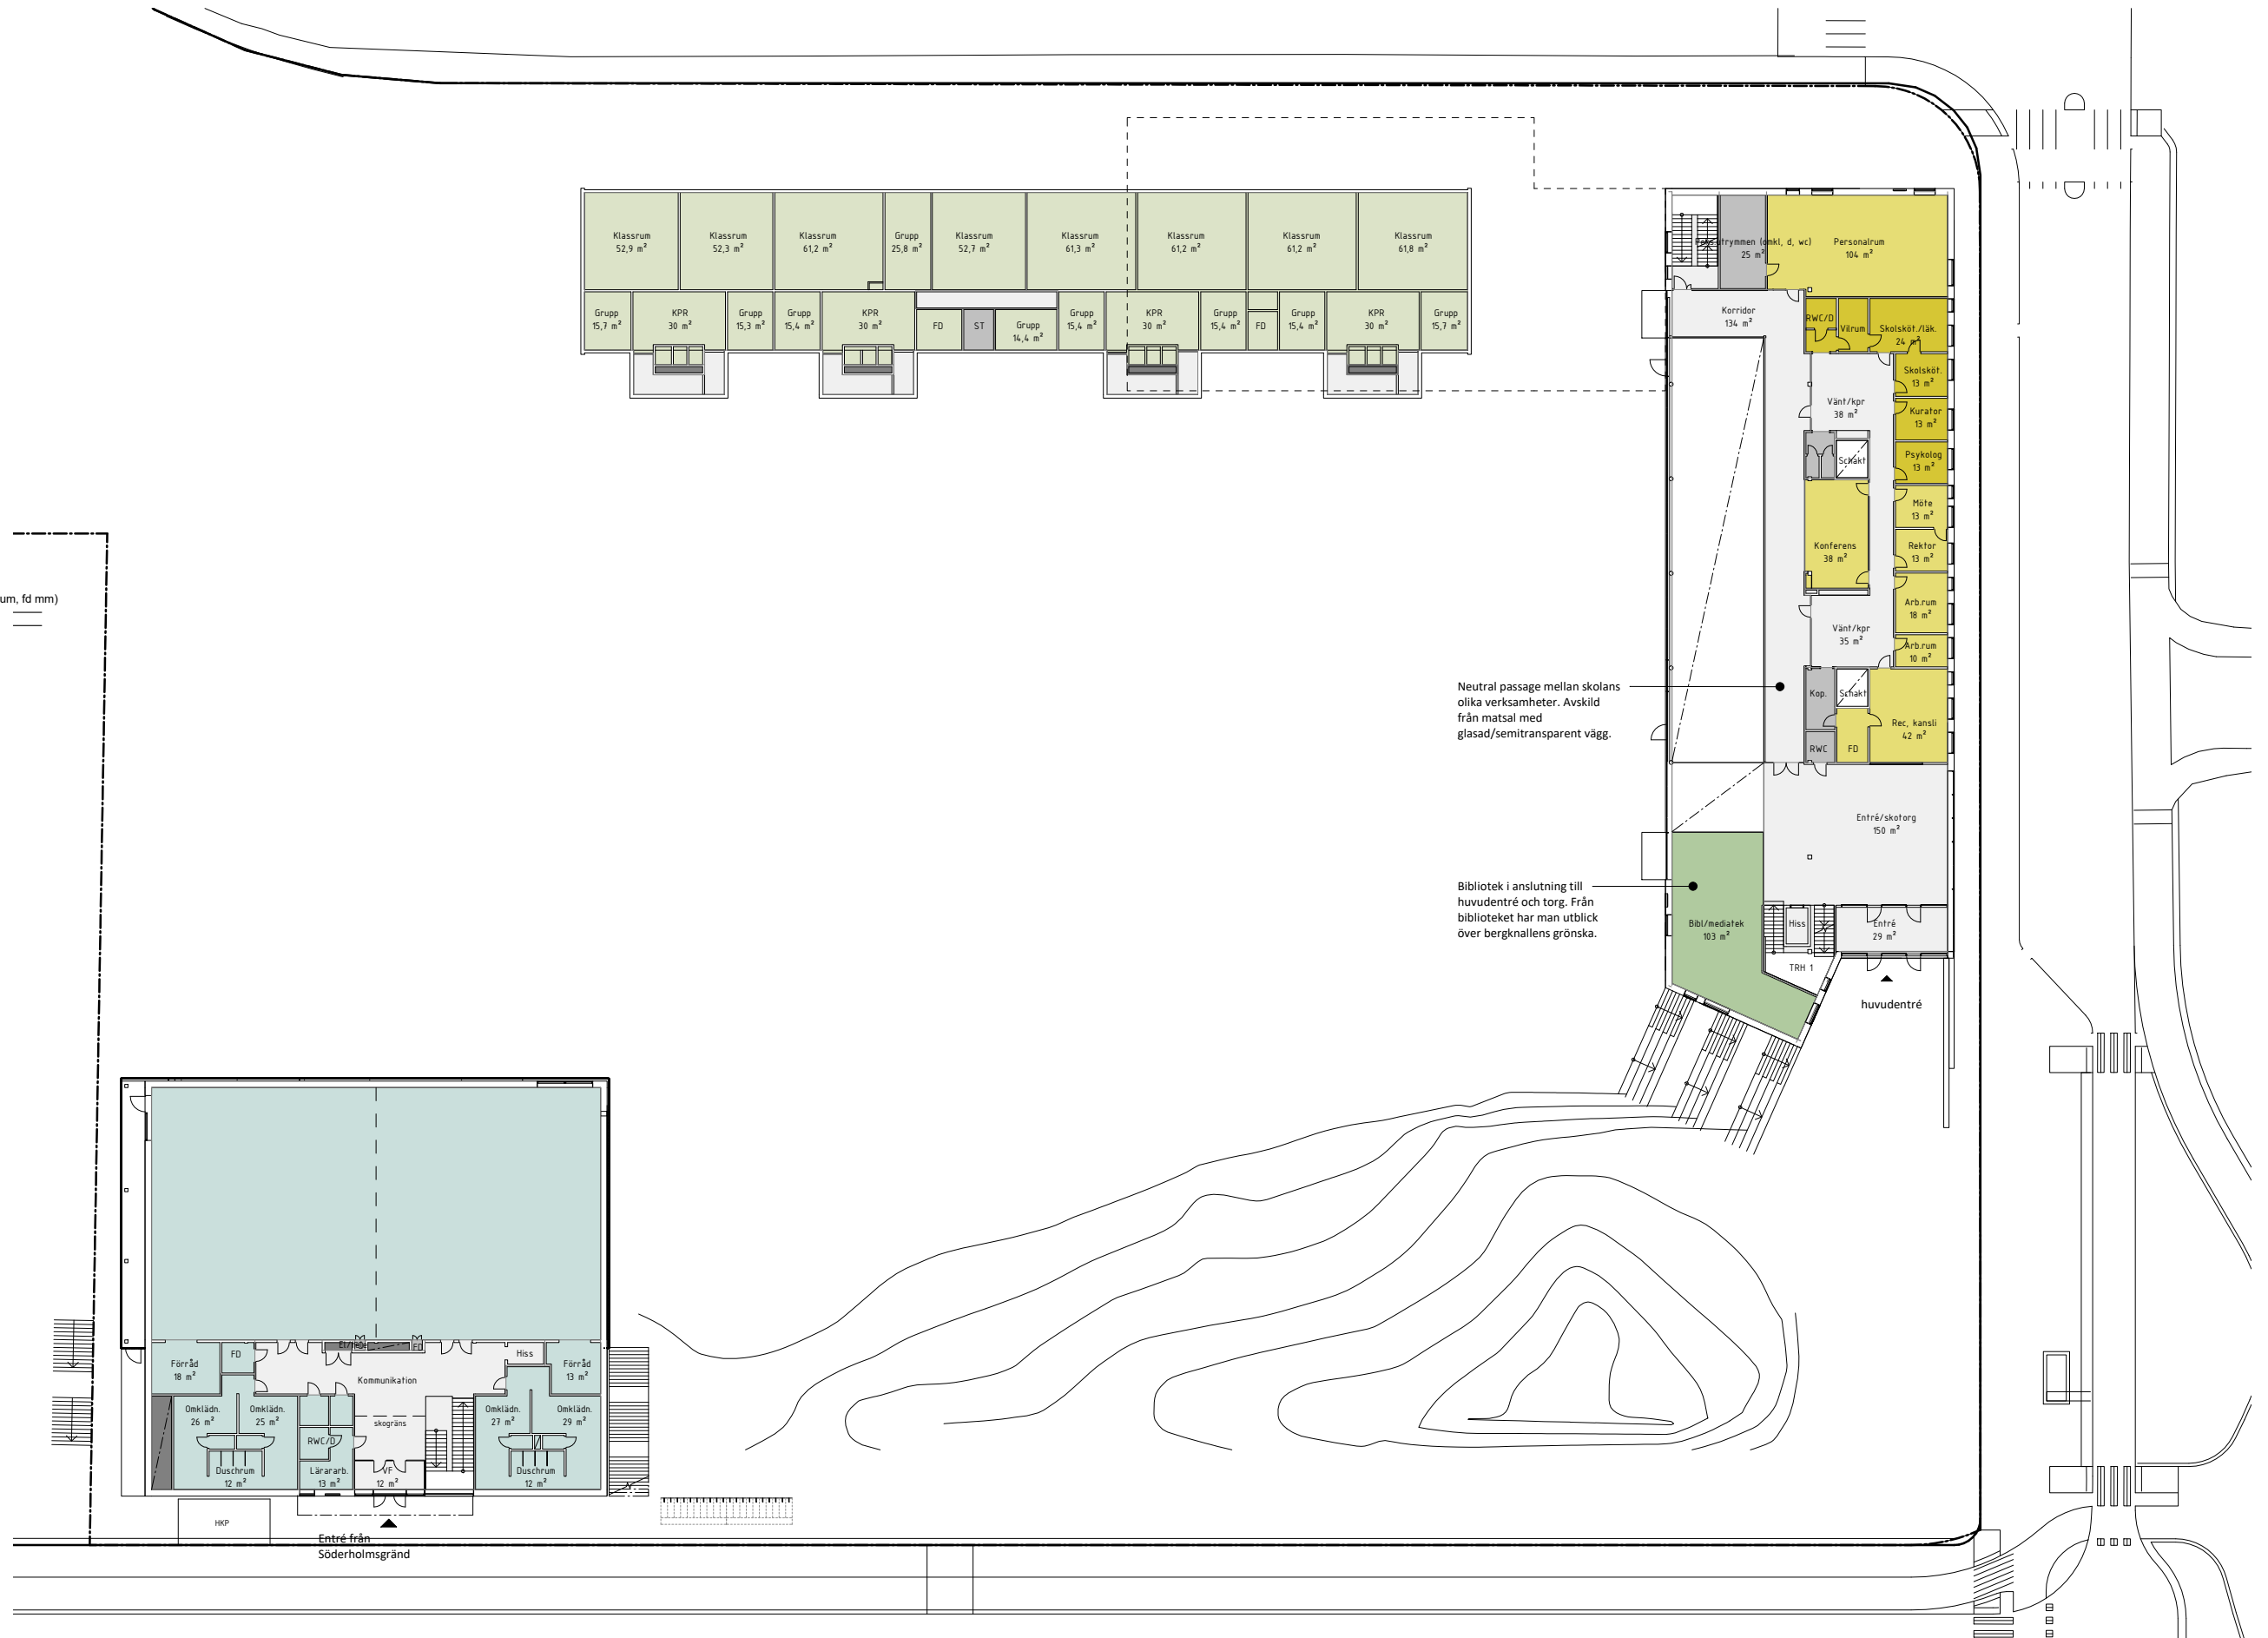 Klassrum
52,9 m²
Klassrum
52,3 m²
Klassrum
61,2 m²
Grupp
25,8 m²
Klassrum
52,7 m²
Klassrum
61,3 m²
Klassrum
61,2 m²
Klassrum
61,2 m²
Klassrum
61,8 m²
Grupp
15,7 m²
KPR
30 m²
Grupp
15,3 m²
Grupp
15,4 m²
KPR
30 m²
FD
ST
Grupp
14,4 m²
Grupp
15,4 m²
KPR
30 m²
Grupp
15,4 m²
FD
Grupp
15,4 m²
KPR
30 m²
Grupp
15,7 m²
utrymmen (omkl, d, wc)
25 m²
Personalrum
104 m²
Korridor
134 m²
RWC/D
Vilrum
Skolsköt./läk.
24 m²
Skolsköt.
13 m²
Vänt/kpr
38 m²
Kurator
13 m²
Schakt
Psykolog
13 m²
Möte
13 m²
Konferens
38 m²
Rektor
13 m²
Arb.rum
18 m²
Vänt/kpr
35 m²
Arb.rum
10 m²
Kop.
Schakt
Rec, kansli
42 m²
RWC
FD
Neutral passage mellan skolans
olika verksamheter. Avskild
från matsal med
glasad/semitransparent vägg.
Entré/skotorg
150 m²
Bibliotek i anslutning till
huvudentré och torg. Från
biblioteket har man utblick
över bergknallens grönska.
Bibl/mediatek
103 m²
Hiss
Entré
29 m²
TRH 1
huvudentré
um, fd mm)
FD
Förråd
18 m²
FD
Hiss
Förråd
13 m²
Kommunikation
Omklädn.
26 m²
Omklädn.
25 m²
skogräns
Omklädn.
27 m²
Omklädn.
29 m²
RWC/D
Duschrum
12 m²
Lärararb.
13 m²
VF
12 m²
Duschrum
12 m²
HKP
Entré från
Söderholmsgränd